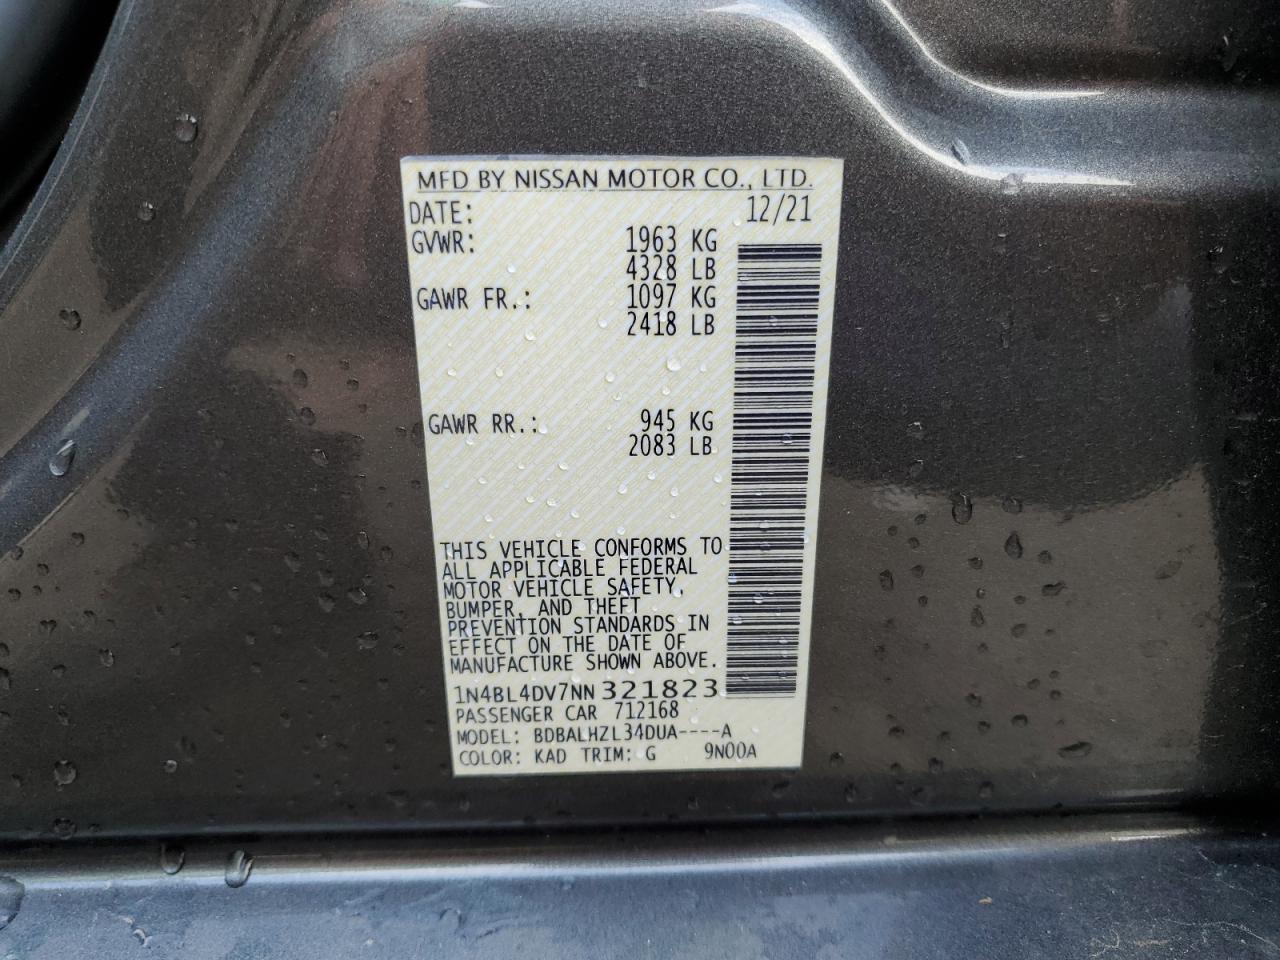 MFD BY NISSAN MOTOR CO., LTD.
DATE: 12/21
GVWR: 1963 KG
4328 LB
GAWR FR.: 1097 KG
2418 LB
GAWR RR.: 945 KG
2083 LB
THIS VEHICLE CONFORMS TO
ALL APPLICABLE FEDERAL
MOTOR VEHICLE SAFETY,
BUMPER, AND THEFT
PREVENTION STANDARDS IN
EFFECT ON THE DATE OF
MANUFACTURE SHOWN ABOVE.
1N4BL4DV7NN321823
PASSENGER CAR 712168
MODEL: BDBALHZL34DUA----A
COLOR: KAD TRIM: G 9N00A